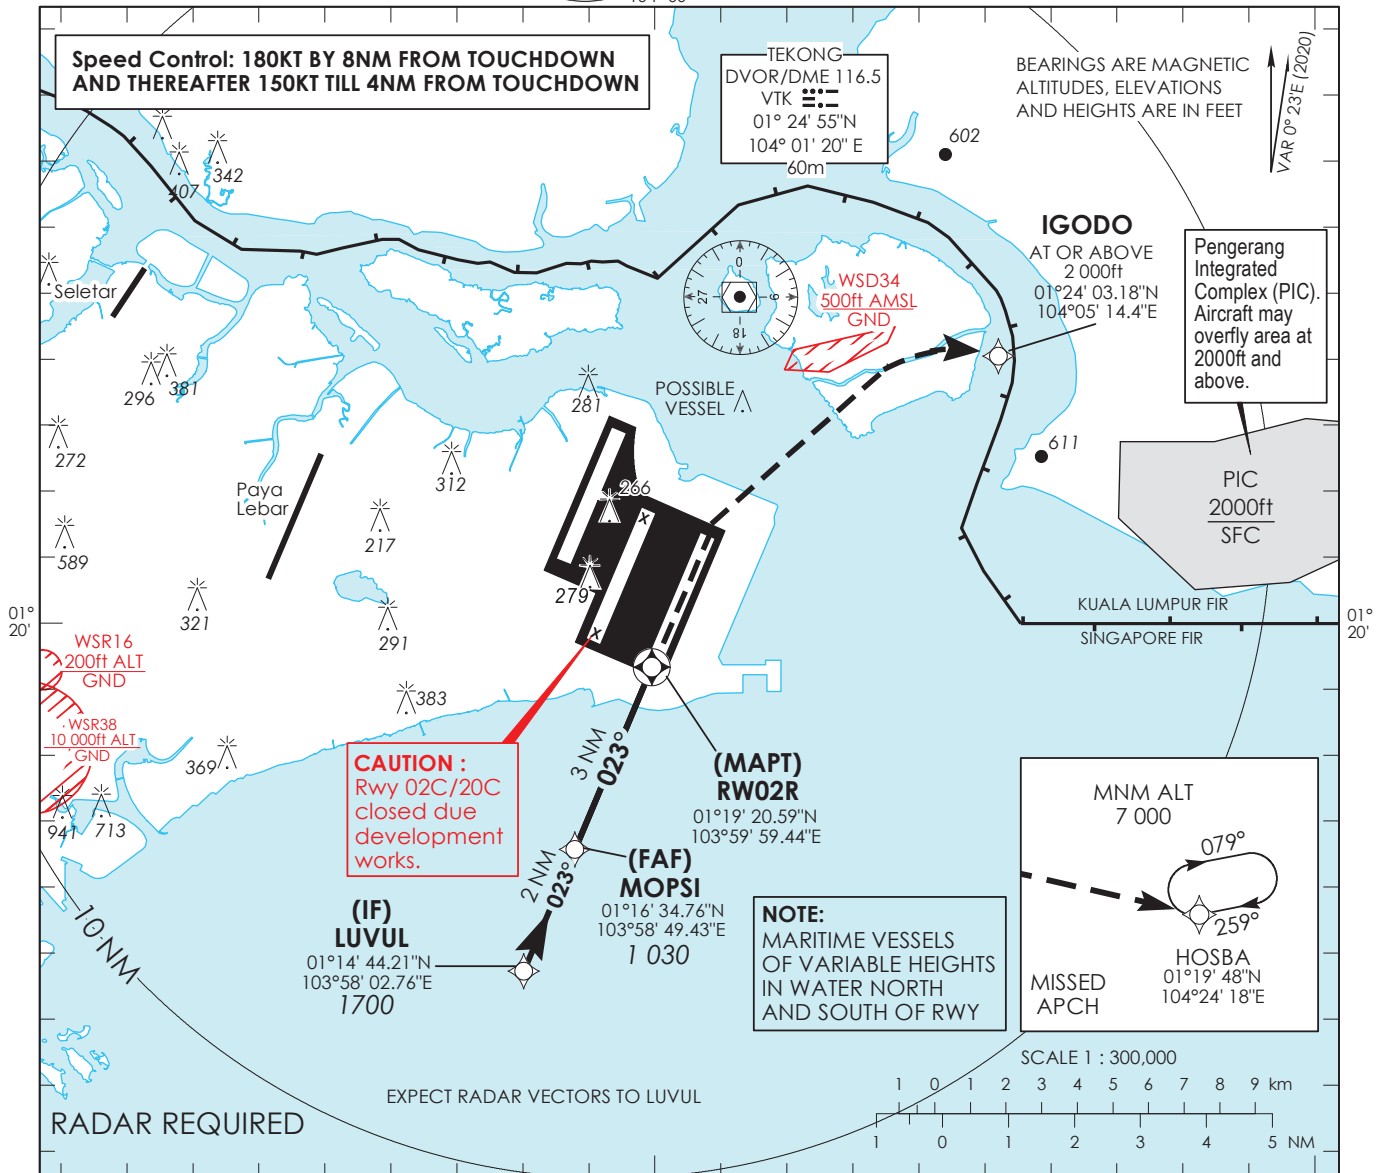 Speed Control: 180KT BY 8NM FROM TOUCHDOWN
AND THEREAFTER 150KT TILL 4NM FROM TOUCHDOWN
TEKONG
DVOR/DME 116.5
VTK
01° 24' 55"N
104° 01' 20" E
60m
BEARINGS ARE MAGNETIC
ALTITUDES, ELEVATIONS
AND HEIGHTS ARE IN FEET
VAR 0° 23'E (2020)
602
407
342
IGODO
AT OR ABOVE
2 000ft
01°24' 03.18"N
104°05' 14.4"E
Pengerang
Integrated
Complex (PIC).
Aircraft may
overfly area at
2000ft and
above.
Seletar
0
9
18
27
WSD34
500ft AMSL
GND
296
381
281
POSSIBLE
VESSEL
272
312
611
Paya
Lebar
266
x
PIC
2000ft
SFC
589
217
279
x
321
291
KUALA LUMPUR FIR
SINGAPORE FIR
01°
20'
01°
20'
WSR16
200ft ALT
GND
383
WSR38
10 000ft ALT
GND
369
941
713
CAUTION :
Rwy 02C/20C
closed due
development
works.
3 NM
023°
(MAPT)
RW02R
01°19' 20.59"N
103°59' 59.44"E
2 NM
023°
(FAF)
MOPSI
01°16' 34.76"N
103°58' 49.43"E
1 030
(IF)
LUVUL
01°14' 44.21"N
103°58' 02.76"E
1700
10 NM
NOTE:
MARITIME VESSELS
OF VARIABLE HEIGHTS
IN WATER NORTH
AND SOUTH OF RWY
MNM ALT
7 000
079°
259°
HOSBA
01°19' 48"N
104°24' 18"E
MISSED
APCH
SCALE 1 : 300,000
1 0 1 2 3 4 5 6 7 8 9 km
1 0 1 2 3 4 5 NM
EXPECT RADAR VECTORS TO LUVUL
RADAR REQUIRED